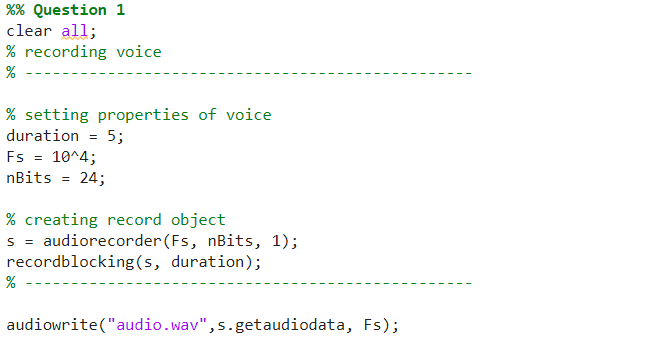 %% Question 1
clear all;
% recording voice
% -------------------------------------------------
% setting properties of voice
duration = 5;
Fs = 10^4;
nBits = 24;
% creating record object
s = audiorecorder(Fs, nBits, 1);
recordblocking(s, duration);
% -------------------------------------------------
audiowrite("audio.wav",s.getaudiodata, Fs);